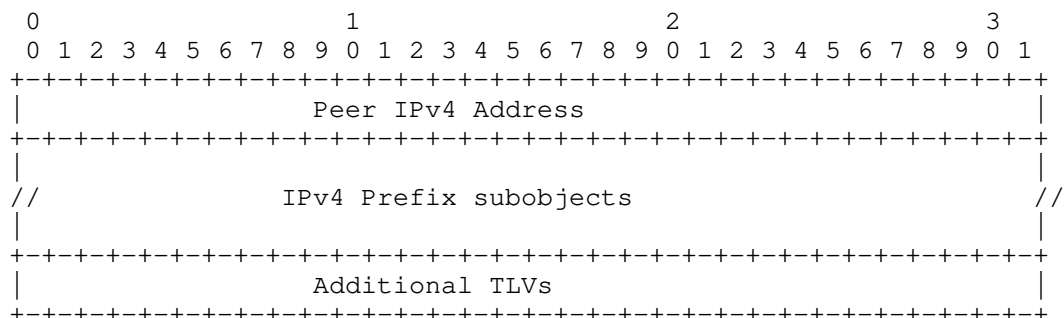 0                   1                   2                   3
 0 1 2 3 4 5 6 7 8 9 0 1 2 3 4 5 6 7 8 9 0 1 2 3 4 5 6 7 8 9 0 1
+-+-+-+-+-+-+-+-+-+-+-+-+-+-+-+-+-+-+-+-+-+-+-+-+-+-+-+-+-+-+-+-+
|                  Peer IPv4 Address                            |
+-+-+-+-+-+-+-+-+-+-+-+-+-+-+-+-+-+-+-+-+-+-+-+-+-+-+-+-+-+-+-+-+
|                                                               |
//               IPv4 Prefix subobjects                         //
|                                                               |
+-+-+-+-+-+-+-+-+-+-+-+-+-+-+-+-+-+-+-+-+-+-+-+-+-+-+-+-+-+-+-+-+
|                  Additional TLVs                              |
+-+-+-+-+-+-+-+-+-+-+-+-+-+-+-+-+-+-+-+-+-+-+-+-+-+-+-+-+-+-+-+-+